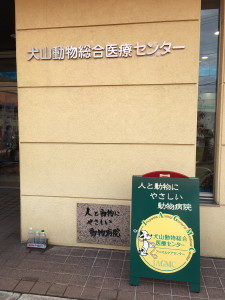 犬山動物総合医療センター
人と動物に
やさしい
動物病院
人と動物に
やさしい
動物病院
犬山動物総合
医療センター